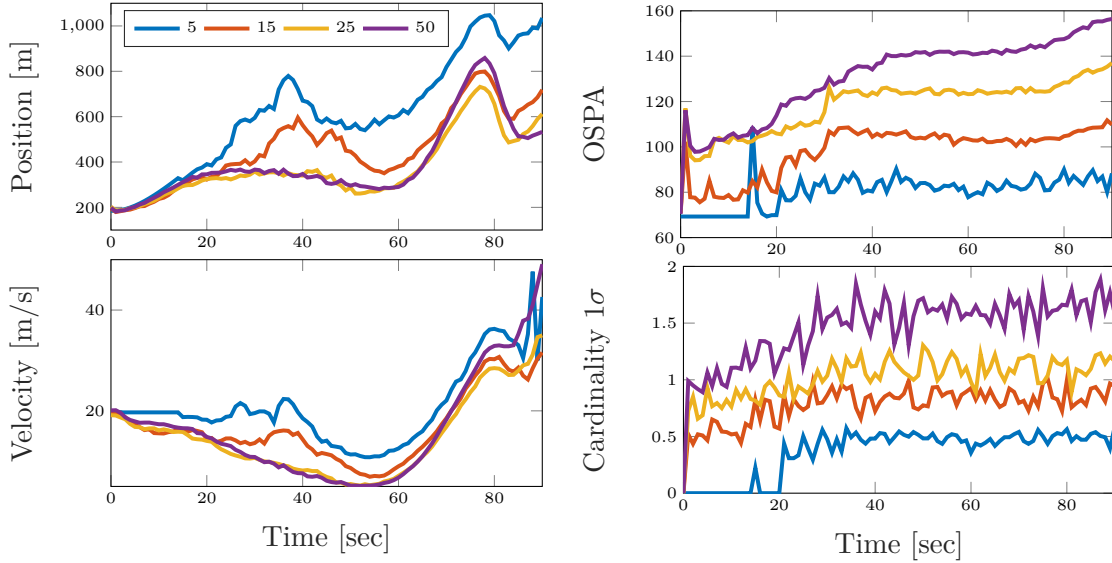 5 15 25 50
Position [m]
1,000
800
600
400
200
0 20 40 60 80
OSPA
160
140
120
100
80
60
0 20 40 60 80
Velocity [m/s]
40
20
0 20 40 60 80
Time [sec]
Cardinality 1σ
2
1.5
1
0.5
0
0 20 40 60 80
Time [sec]